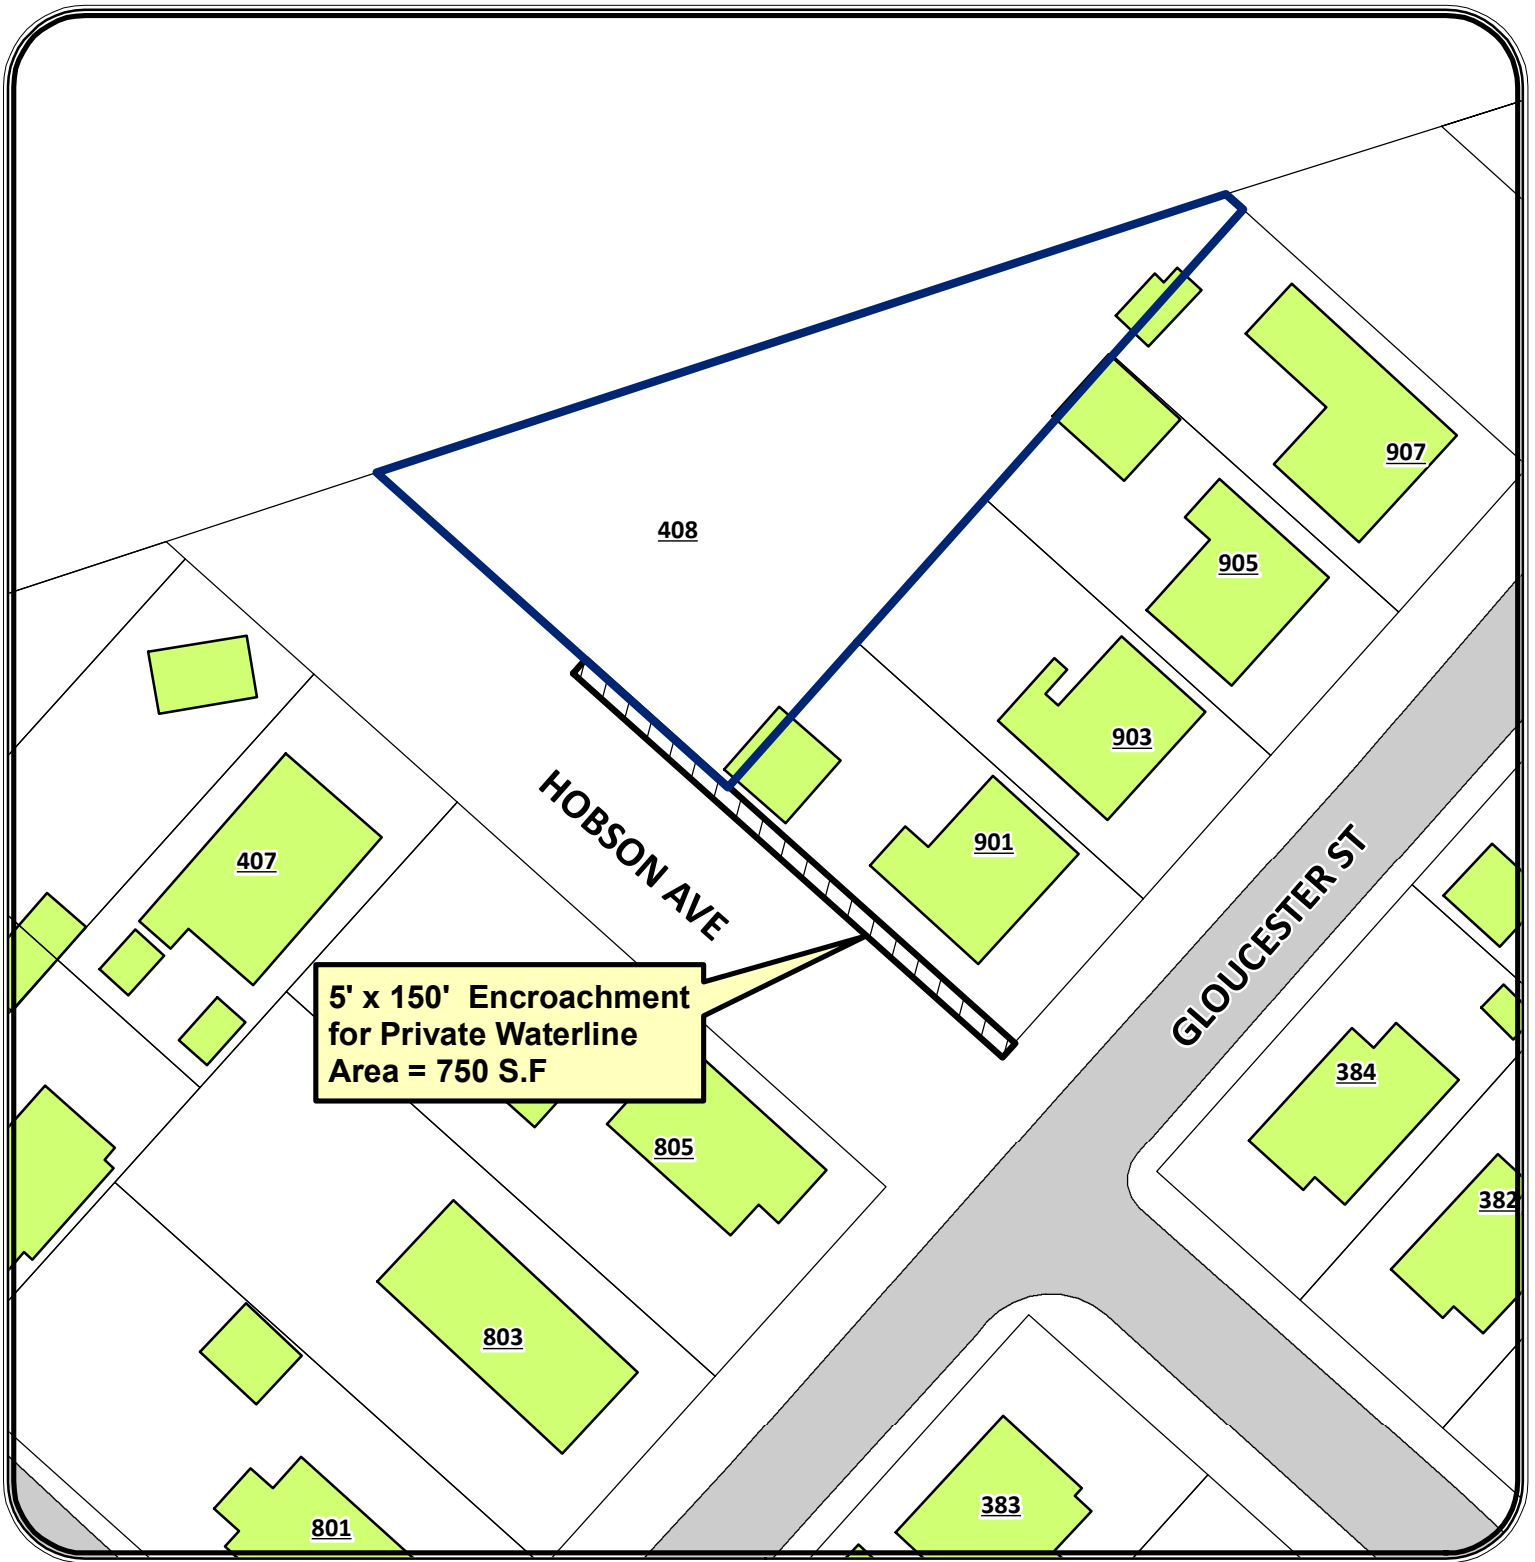 408
907
905
903
901
407
HOBSON AVE
GLOUCESTER ST
5' x 150'  Encroachment
for Private Waterline
Area = 750 S.F
384
805
382
803
383
801